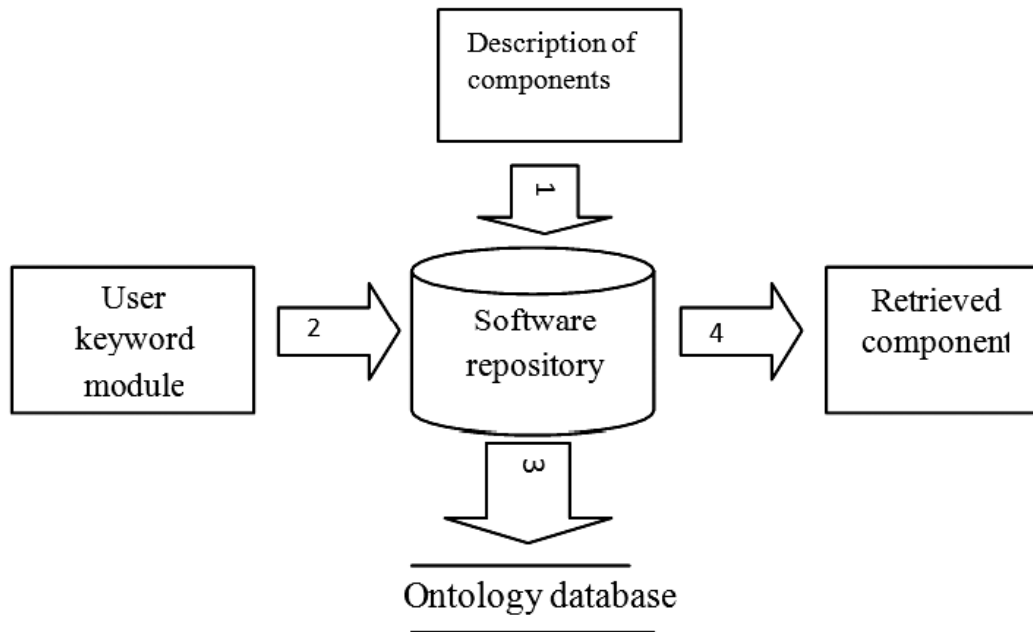 Description of
components
1
User
keyword
module
2
Software
repository
4
Retrieved
component
3
Ontology database